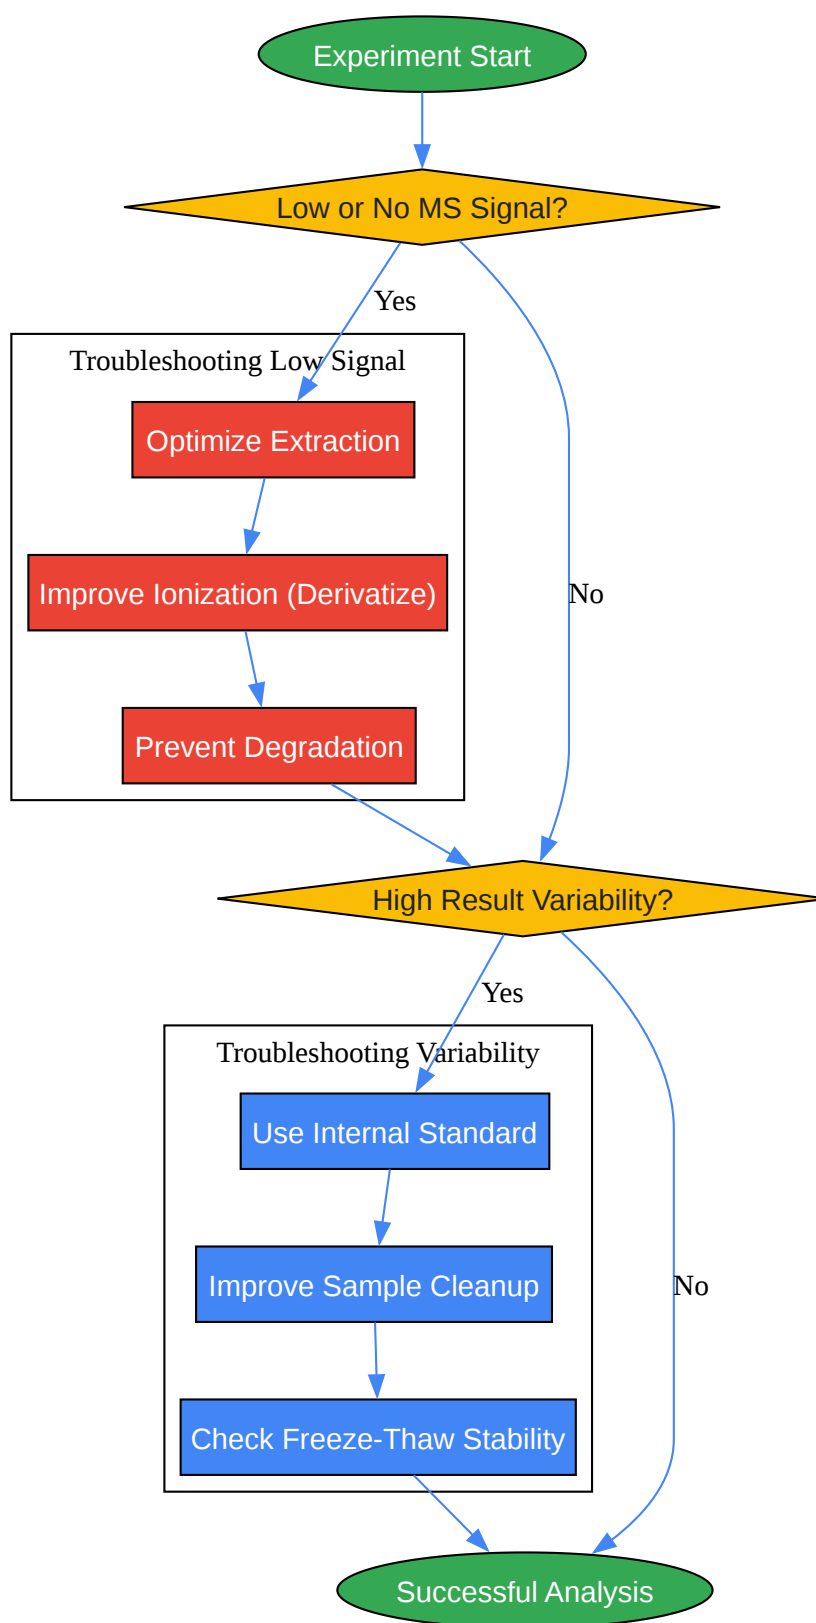 Experiment Start
Low or No MS Signal?
Yes
Troubleshooting Low Signal
Optimize Extraction
Improve Ionization (Derivatize)
No
Prevent Degradation
High Result Variability?
Yes
Troubleshooting Variability
Use Internal Standard
Improve Sample Cleanup
No
Check Freeze-Thaw Stability
Successful Analysis